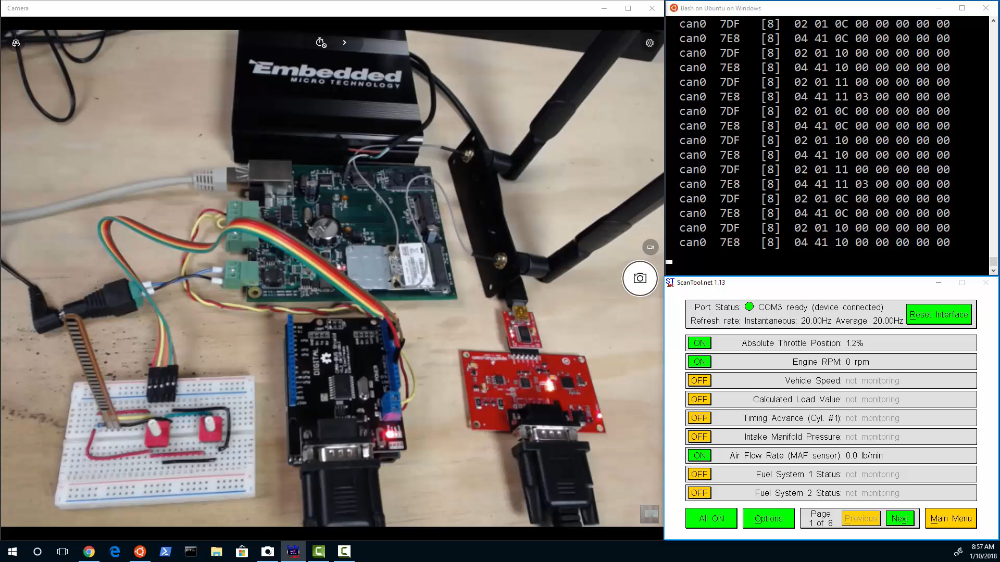 Camera
Embedded
MICRO TECHNOLOGY
DIGITAL
CAN-BUS Shield
POWER
sparkfun.com
Bash on Ubuntu on Windows
can0 7DF [8] 02 01 0C 00 00 00 00 00
can0 7E8 [8] 04 41 0C 00 00 00 00 00
can0 7DF [8] 02 01 10 00 00 00 00 00
can0 7E8 [8] 04 41 10 00 00 00 00 00
can0 7DF [8] 02 01 11 00 00 00 00 00
can0 7E8 [8] 04 41 11 03 00 00 00 00
can0 7DF [8] 02 01 0C 00 00 00 00 00
can0 7E8 [8] 04 41 0C 00 00 00 00 00
can0 7DF [8] 02 01 10 00 00 00 00 00
can0 7E8 [8] 04 41 10 00 00 00 00 00
can0 7DF [8] 02 01 11 00 00 00 00 00
can0 7E8 [8] 04 41 11 03 00 00 00 00
can0 7DF [8] 02 01 0C 00 00 00 00 00
can0 7E8 [8] 04 41 0C 00 00 00 00 00
can0 7DF [8] 02 01 10 00 00 00 00 00
can0 7E8 [8] 04 41 10 00 00 00 00 00
ST .net ScanTool.net 1.13
Port Status: COM3 ready (device connected)
Refresh rate: Instantaneous: 20.00Hz Average: 20.00Hz
Reset Interface
ON Absolute Throttle Position: 1.2%
ON Engine RPM: 0 rpm
OFF Vehicle Speed: not monitoring
OFF Calculated Load Value: not monitoring
OFF Timing Advance (Cyl. #1): not monitoring
OFF Intake Manifold Pressure: not monitoring
ON Air Flow Rate (MAF sensor): 0.0 lb/min
OFF Fuel System 1 Status: not monitoring
OFF Fuel System 2 Status: not monitoring
All ON Options Page 1 of 8 Previous Next Main Menu
8:57 AM
1/10/2018